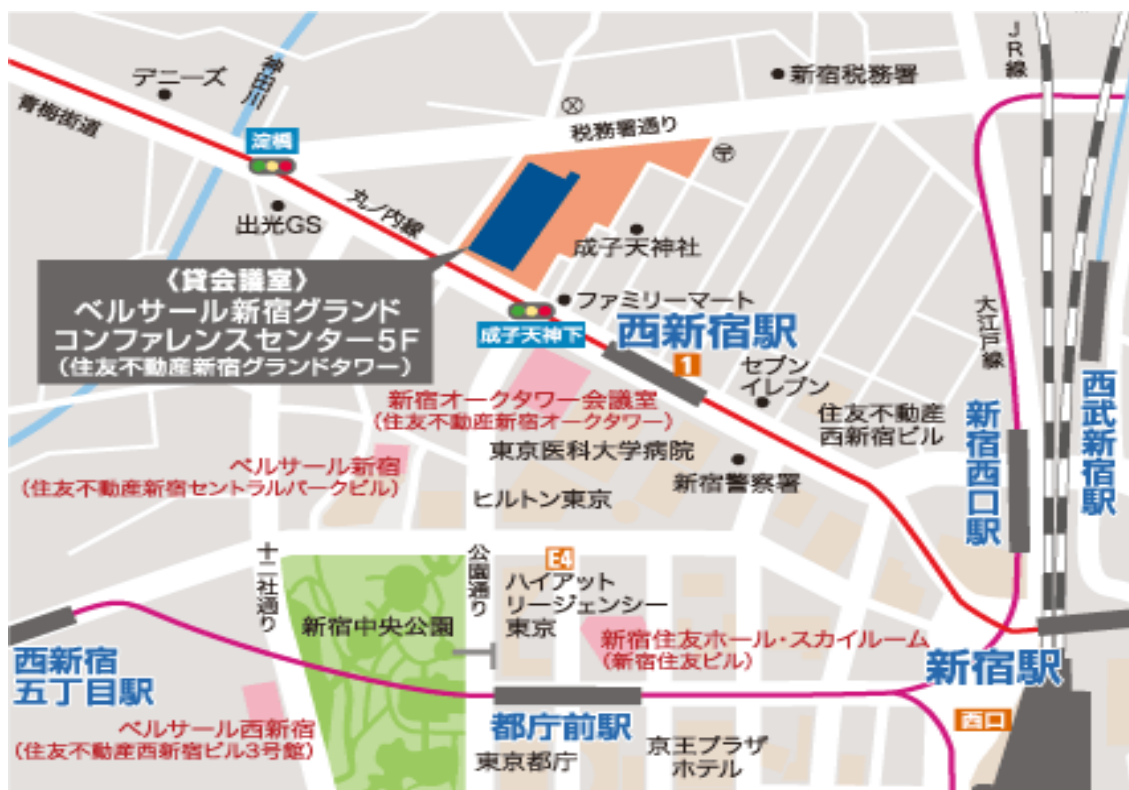 JR線
デニーズ
神田川
新宿税務署
青梅街道
税務署通り
淀橋
丸ノ内線
出光GS
成子天神社
〈貸会議室〉
ベルサール新宿グランド
コンファレンスセンター5F
(住友不動産新宿グランドタワー)
ファミリーマート
成子天神下
西新宿駅
1
セブン
イレブン
大江戸線
新宿オークタワー会議室
(住友不動産新宿オークタワー)
住友不動産
西新宿ビル
新宿西口駅
西武新宿駅
東京医科大学病院
ベルサール新宿
(住友不動産新宿セントラルパークビル)
新宿警察署
ヒルトン東京
十二社通り
公園通り
E4
ハイアット
リージェンシー
東京
新宿中央公園
新宿住友ホール・スカイルーム
(新宿住友ビル)
西新宿
五丁目駅
新宿駅
西口
都庁前駅
ベルサール西新宿
(住友不動産西新宿ビル3号館)
東京都庁
京王プラザ
ホテル